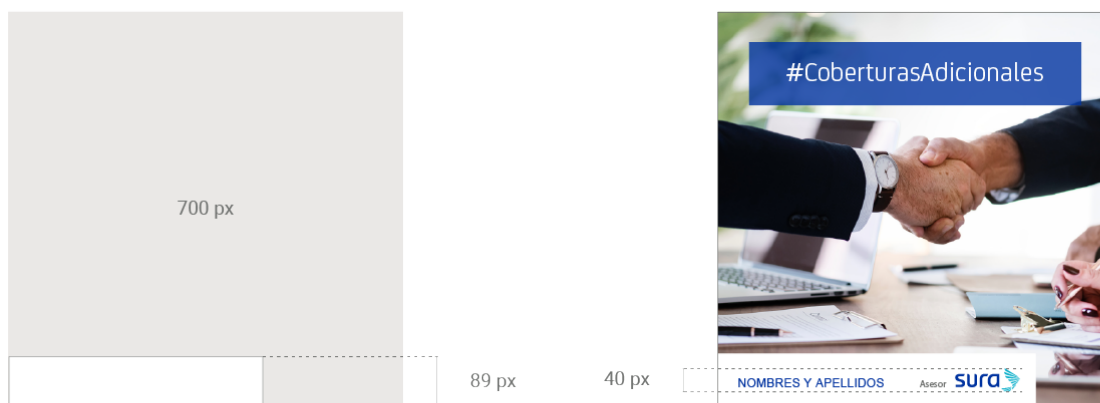 #CoberturasAdicionales
700 px
89 px
40 px
NOMBRES Y APELLIDOS Asesor sura